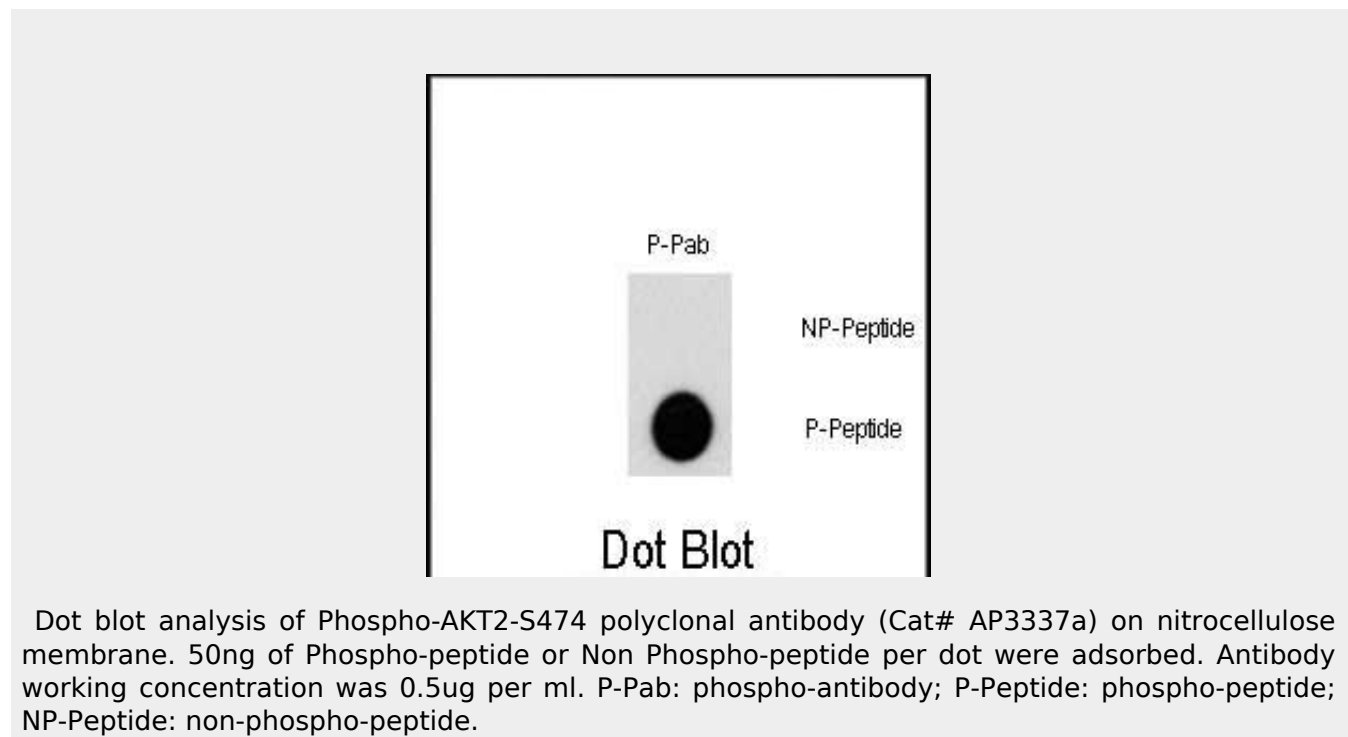 P-Pab
NP-Peptide
P-Peptide
Dot Blot
Dot blot analysis of Phospho-AKT2-S474 polyclonal antibody (Cat# AP3337a) on nitrocellulose
membrane. 50ng of Phospho-peptide or Non Phospho-peptide per dot were adsorbed. Antibody
working concentration was 0.5ug per ml. P-Pab: phospho-antibody; P-Peptide: phospho-peptide;
NP-Peptide: non-phospho-peptide.